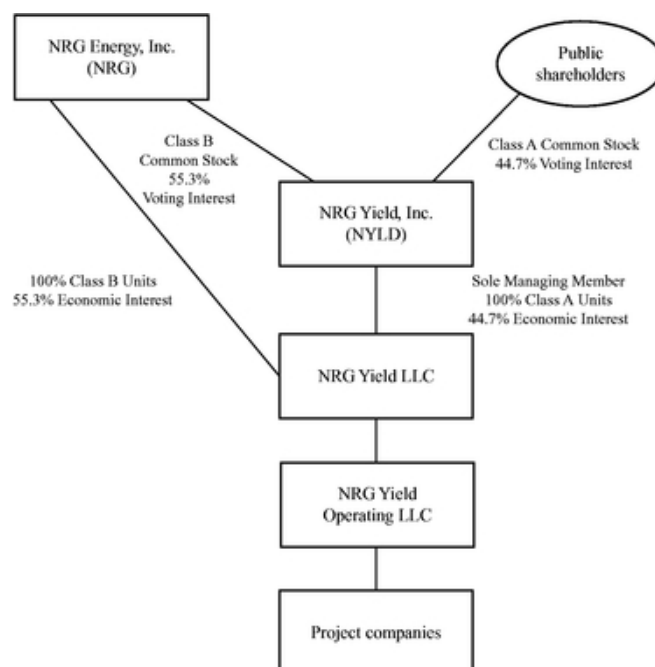 NRG Energy, Inc.
(NRG)
Public
shareholders
Class B
Common Stock
55.3%
Voting Interest
Class A Common Stock
44.7% Voting Interest
NRG Yield, Inc.
(NYLD)
100% Class B Units
55.3% Economic Interest
Sole Managing Member
100% Class A Units
44.7% Economic Interest
NRG Yield LLC
NRG Yield
Operating LLC
Project companies